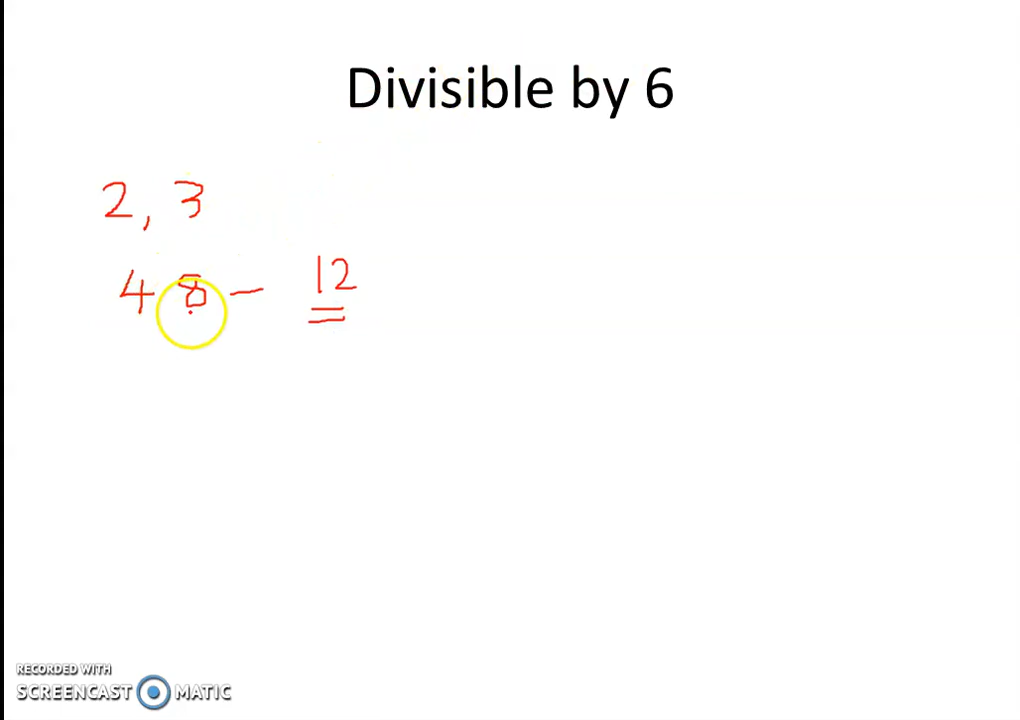 Divisible by 6
2, 3
48 - 12
RECORDED WITH
SCREENCAST MATIC